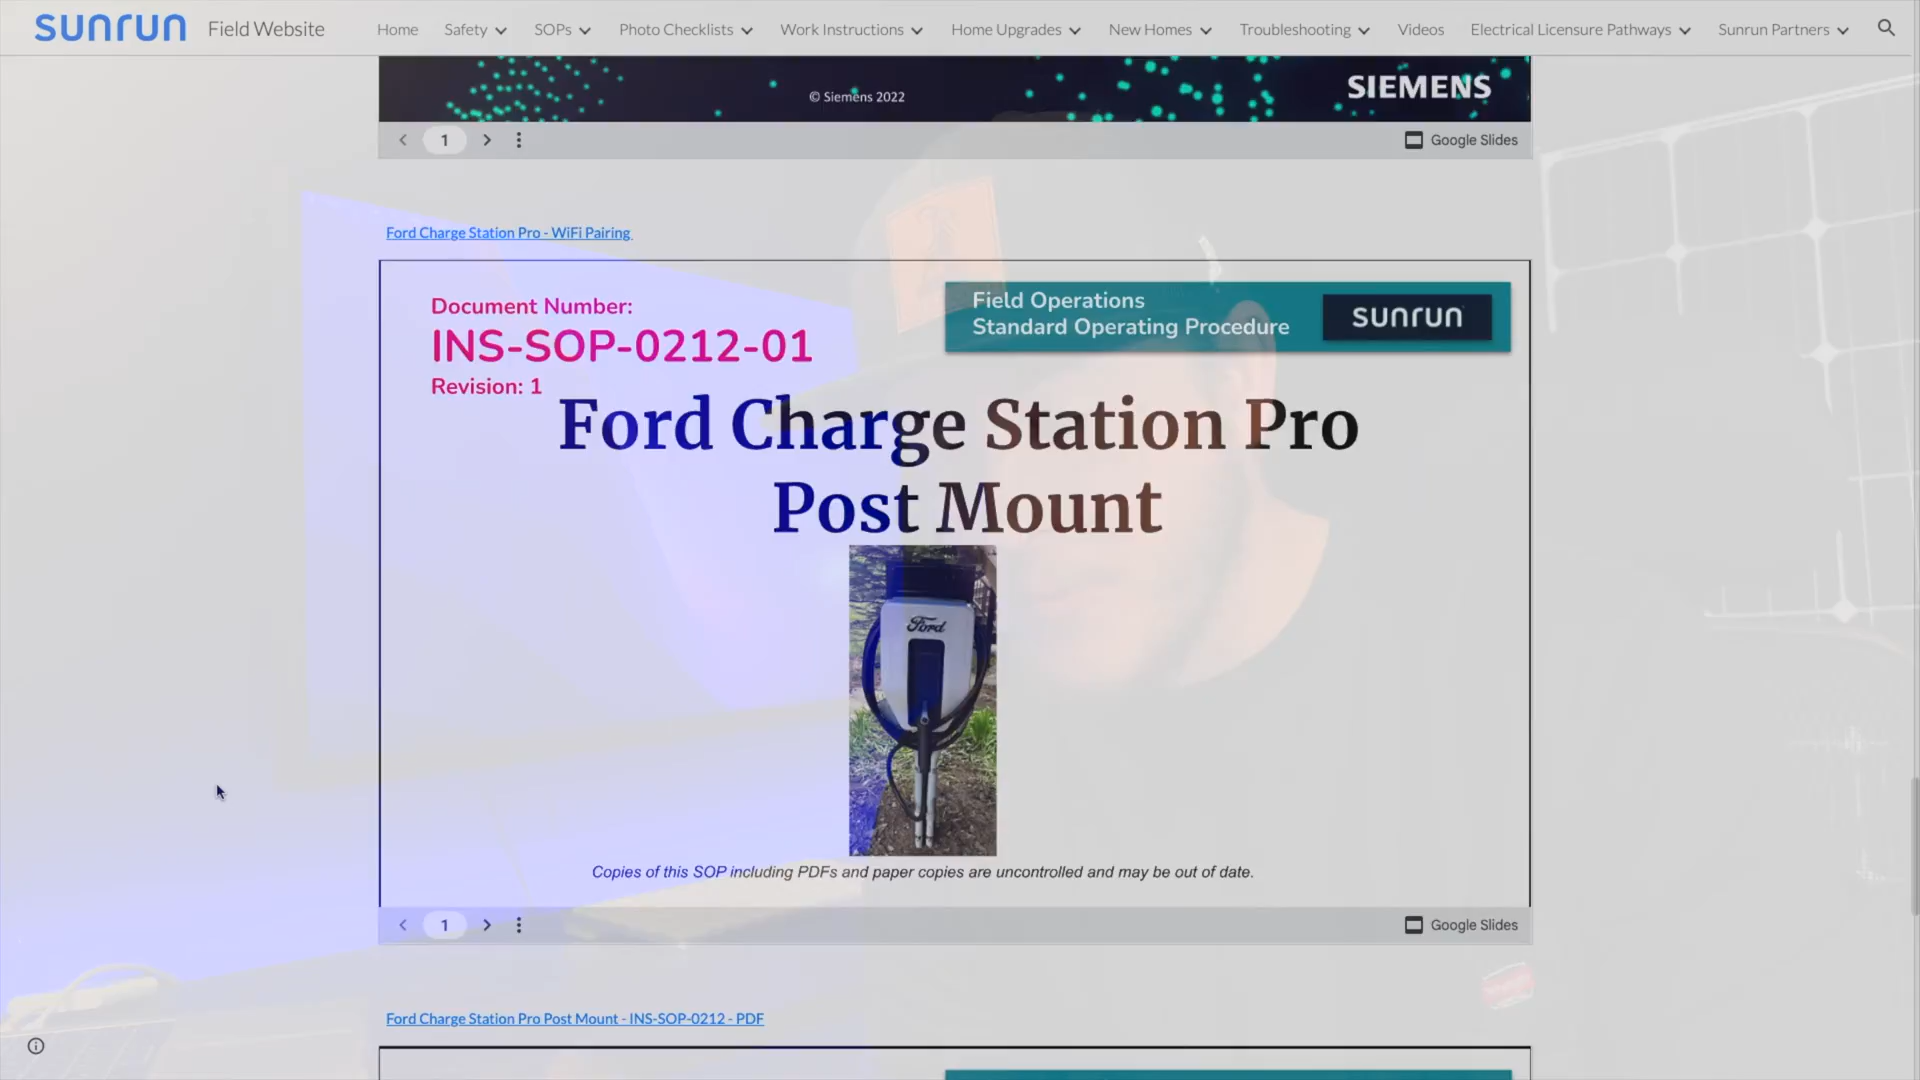 sunrun Field Website Home Safety SOPs Photo Checklists Work Instructions Home Upgrades New Homes Troubleshooting Videos Electrical Licensure Pathways Sunrun Partners
© Siemens 2022
SIEMENS
1
Google Slides
Ford Charge Station Pro - WiFi Pairing
Document Number:
INS-SOP-0212-01
Revision: 1
Field Operations
Standard Operating Procedure
sunrun
Ford Charge Station Pro
Post Mount
Ford
Copies of this SOP including PDFs and paper copies are uncontrolled and may be out of date.
1
Google Slides
Ford Charge Station Pro Post Mount - INS-SOP-0212 - PDF